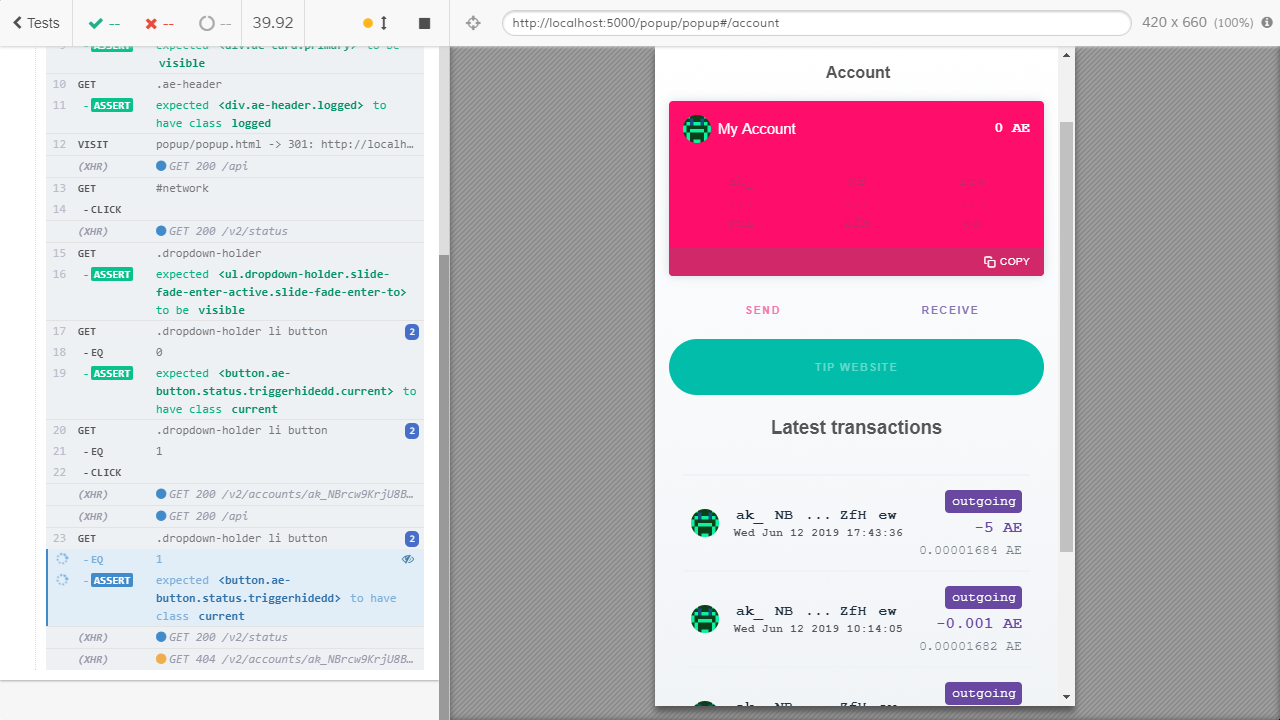 Tests
--
--
--
39.92
http://localhost:5000/popup/popup#/account
420 x 660 (100%)
9 -ASSERT expected <div.ae-card.primary> to be
visible
10 GET .ae-header
11 -ASSERT expected <div.ae-header.logged> to
have class logged
12 VISIT popup/popup.html -> 301: http://localh…
(XHR) GET 200 /api
13 GET #network
14 -CLICK
(XHR) GET 200 /v2/status
15 GET .dropdown-holder
16 -ASSERT expected <ul.dropdown-holder.slide-
fade-enter-active.slide-fade-enter-to>
to be visible
17 GET .dropdown-holder li button 2
18 -EQ 0
19 -ASSERT expected <button.ae-
button.status.triggerhidedd.current> to
have class current
20 GET .dropdown-holder li button 2
21 -EQ 1
22 -CLICK
(XHR) GET 200 /v2/accounts/ak_NBrcw9KrjU8B…
(XHR) GET 200 /api
23 GET .dropdown-holder li button 2
-EQ 1
-ASSERT expected <button.ae-
button.status.triggerhidedd> to have
class current
(XHR) GET 200 /v2/status
(XHR) GET 404 /v2/accounts/ak_NBrcw9KrjU8B…
Account
My Account 0 AE
COPY
SEND RECEIVE
TIP WEBSITE
Latest transactions
outgoing
ak_ NB ... ZfH ew -5 AE
Wed Jun 12 2019 17:43:36
0.00001684 AE
outgoing
ak_ NB ... ZfH ew -0.001 AE
Wed Jun 12 2019 10:14:05
0.00001682 AE
outgoing
ak_ NB ... ZfH ew